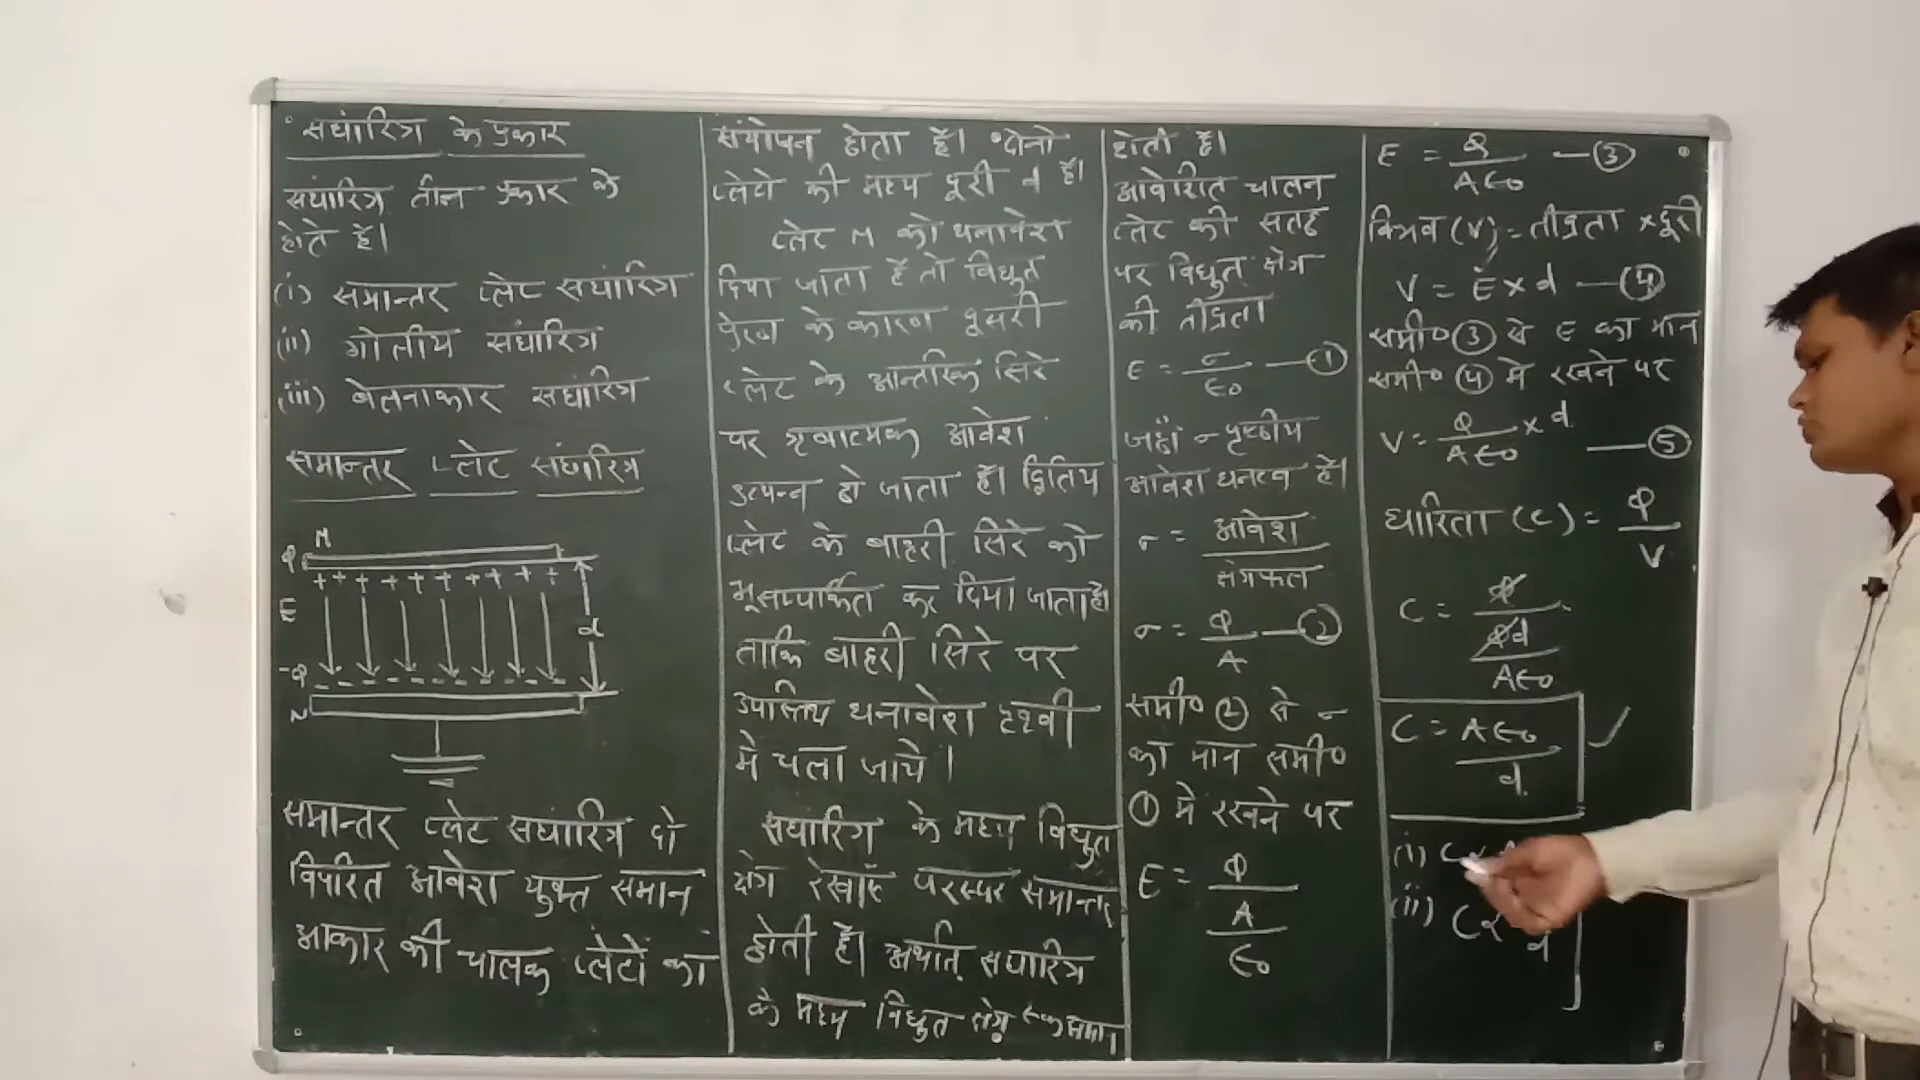 संधारित्र के प्रकार
संधारित्र तीन प्रकार के
होते है।
(i) समान्तर प्लेट संधारित्र
(ii) गोलीय संधारित्र
(iii) बेलनाकार संधारित्र
समान्तर प्लेट संधारित्र
M
Q
+ + + + + + + + + +
E
d
-Q
N
समान्तर प्लेट संधारित्र दो
विपरित आवेश युक्त समान
आकार की चालक प्लेटों का
संयोजन होता है। दोनो
प्लेटो की मध्य दूरी d है।
प्लेट M को धनावेश
दिया जाता है तो विधुत
प्रेरण के कारण दूसरी
प्लेट के आन्तरिक सिरे
पर ऋणात्मक आवेश
उत्पन्न हो जाता है। द्वितिय
प्लेट के बाहरी सिरे को
भूसम्पर्कित कर दिया जाता है।
ताकि बाहरी सिरे पर
उपस्तिथ धनावेश पृथ्वी
मे चला जाये।
संधारित्र के मध्य विधुत
क्षेत्र रेखाएँ परस्पर समान्तर
होती है। अर्थात् संधारित्र
के मध्य विधुत क्षेत्र एक समान
होती है।
आवेशित चालन
प्लेट की सतह
पर विधुत क्षेत्र
की तीव्रता
E = σ/ϵ₀ —①
जहाँ σ पृष्ठीय
आवेश घनत्व है।
σ = आवेश/क्षेत्रफल
σ = Q/A —②
समी० ② से σ
का मान समी०
① मे रखने पर
E = Q/A/ϵ₀
E = Q/Aϵ₀ —③
विभव (V) = तीव्रता × दूरी
V = E × d —④
समी० ③ से E का मान
समी० ④ मे रखने पर
V = Q/Aϵ₀ × d —⑤
धारिता (C) = Q/V
C = Q/Qd/Aϵ₀
C = Aϵ₀/d ✓
(i) C∝
(ii) C∝ d